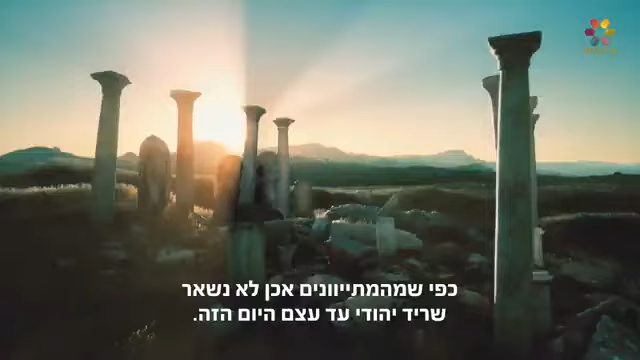 כפי שמהמתייוונים אכן לא נשאר
שריד יהודי עד עצם היום הזה.